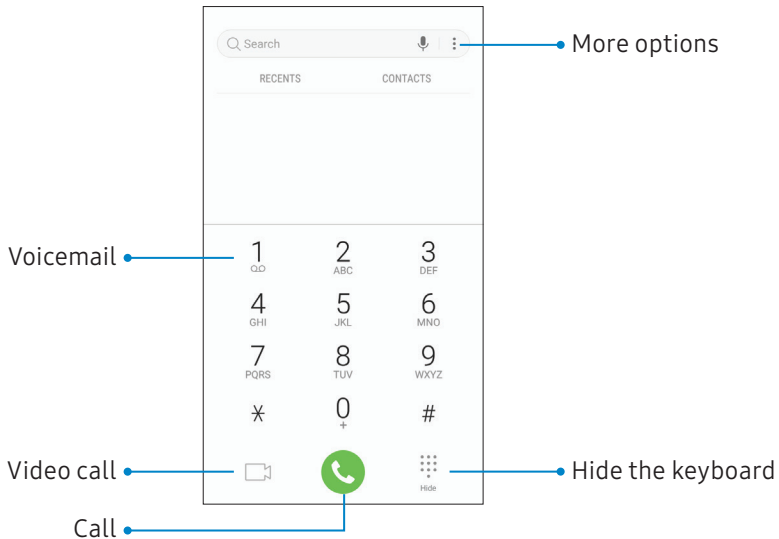 Search
More options
RECENTS CONTACTS
Voicemail
1 2 3
ABC DEF
4 5 6
GHI JKL MNO
7 8 9
PQRS TUV WXYZ
* 0 #
+
Video call
Hide the keyboard
Hide
Call